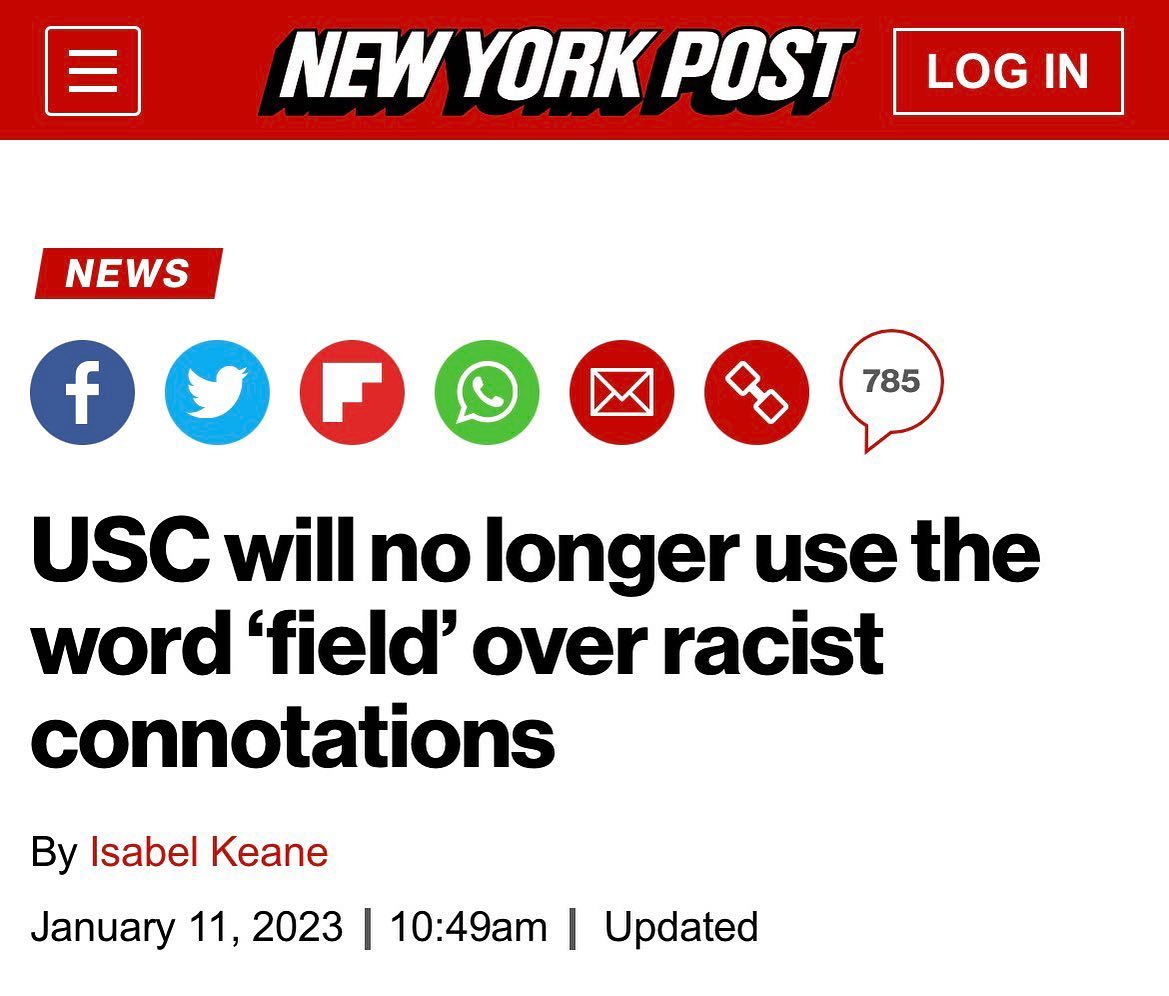 NEW YORK POST
LOG IN
NEWS
785
USC will no longer use the
word ‘field’ over racist
connotations
By Isabel Keane
January 11, 2023 | 10:49am | Updated